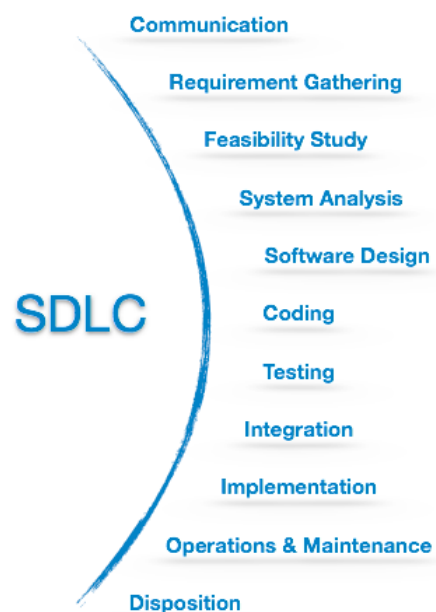 Communication
Requirement Gathering
Feasibility Study
System Analysis
Software Design
SDLC
Coding
Testing
Integration
Implementation
Operations & Maintenance
Disposition